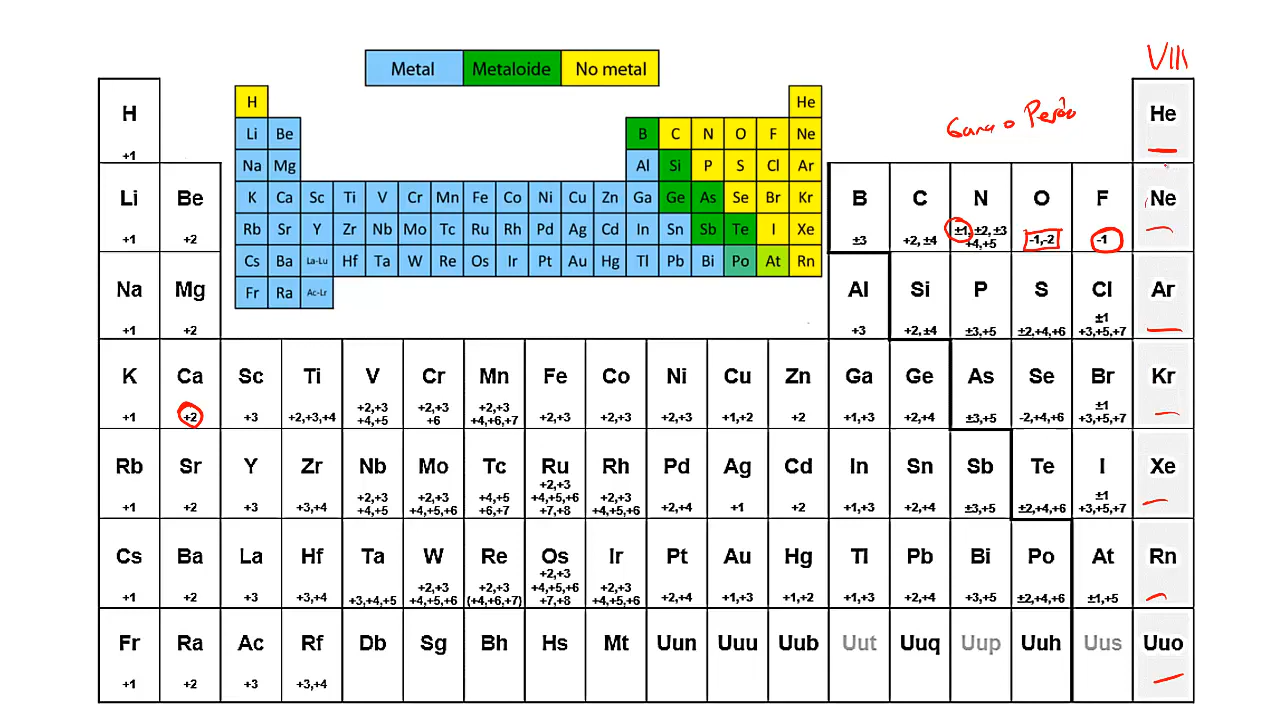 VIII
Metal Metaloide No metal
H He
Li Be B C N O F Ne
Na Mg Al Si P S Cl Ar
K Ca Sc Ti V Cr Mn Fe Co Ni Cu Zn Ga Ge As Se Br Kr
Rb Sr Y Zr Nb Mo Tc Ru Rh Pd Ag Cd In Sn Sb Te I Xe
Cs Ba La-Lu Hf Ta W Re Os Ir Pt Au Hg Tl Pb Bi Po At Rn
Fr Ra Ac-Lr
Gana o
H He
+1
Li Be B C N O F Ne
±1, ±2, ±3
+1 +2 ±3 +2, ±4 +4,+5 -1,-2 -1
Na Mg Al Si P S Cl Ar
±1
+1 +2 +3 +2, ±4 ±3,+5 ±2,+4,+6 +3,+5,+7
K Ca Sc Ti V Cr Mn Fe Co Ni Cu Zn Ga Ge As Se Br Kr
+2,+3 +2,+3 +2,+3 ±1
+1 +2 +3 +2,+3,+4 +4,+5 +6 +4,+6,+7 +2,+3 +2,+3 +2,+3 +1,+2 +2 +1,+3 +2,+4 ±3,+5 -2,+4,+6 +3,+5,+7
Rb Sr Y Zr Nb Mo Tc Ru Rh Pd Ag Cd In Sn Sb Te I Xe
+2,+3
+2,+3 +2,+3 +4,+5 +4,+5,+6 +2,+3 ±1
+1 +2 +3 +3,+4 +4,+5 +4,+5,+6 +6,+7 +7,+8 +4,+5,+6 +2,+4 +1 +2 +1,+3 +2,+4 ±3,+5 ±2,+4,+6 +3,+5,+7
Cs Ba La Hf Ta W Re Os Ir Pt Au Hg Tl Pb Bi Po At Rn
+2,+3
+2,+3 +2,+3 +4,+5,+6 +2,+3
+1 +2 +3 +3,+4 +3,+4,+5 +4,+5,+6 (+4,+6,+7) +7,+8 +4,+5,+6 +2,+4 +1,+3 +1,+2 +1,+3 +2,+4 +3,+5 ±2,+4,+6 ±1,+5
Fr Ra Ac Rf Db Sg Bh Hs Mt Uun Uuu Uub Uut Uuq Uup Uuh Uus Uuo
+1 +2 +3 +3,+4